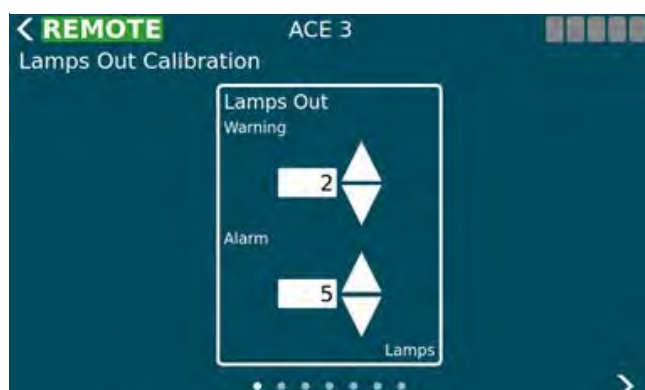 REMOTE ACE 3
Lamps Out Calibration
Lamps Out
Warning
2
Alarm
5
Lamps